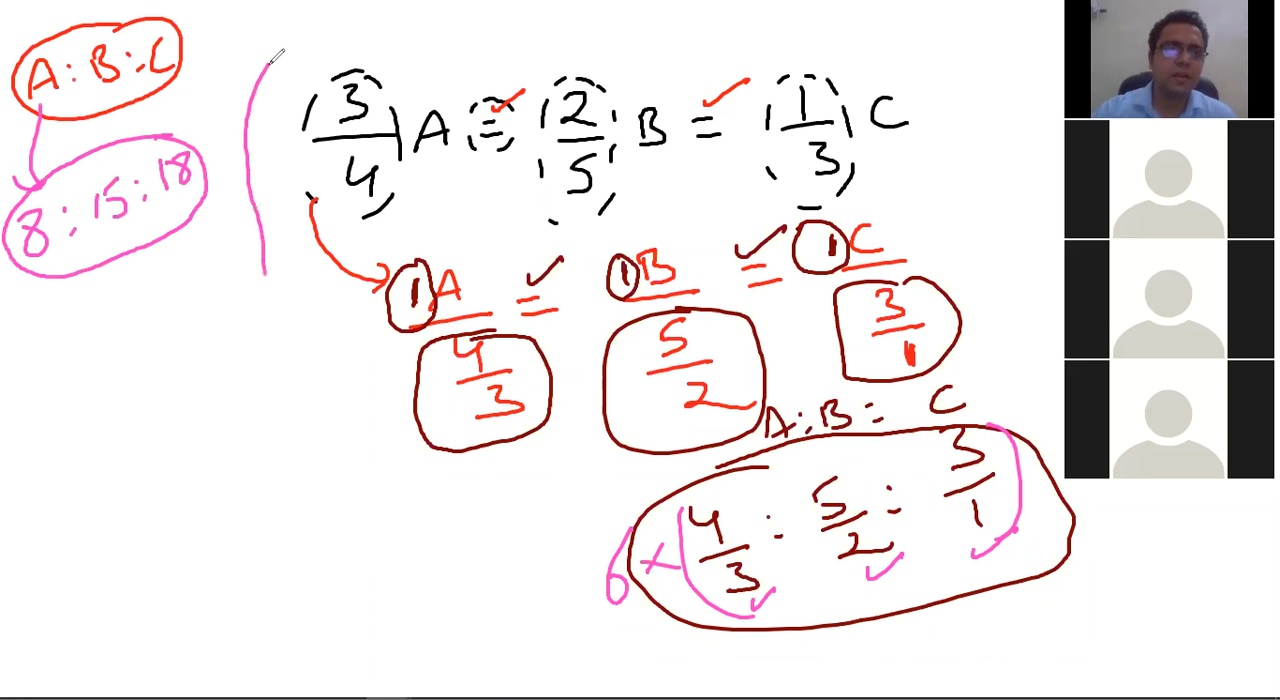 A : B : C
8 : 15 : 18
3/4 A = 2/5 B = 1/3 C
1A/(4/3) = 1B/(5/2) = 1C/(3/1)
A : B : C
6 × (4/3 : 5/2 : 3/1)